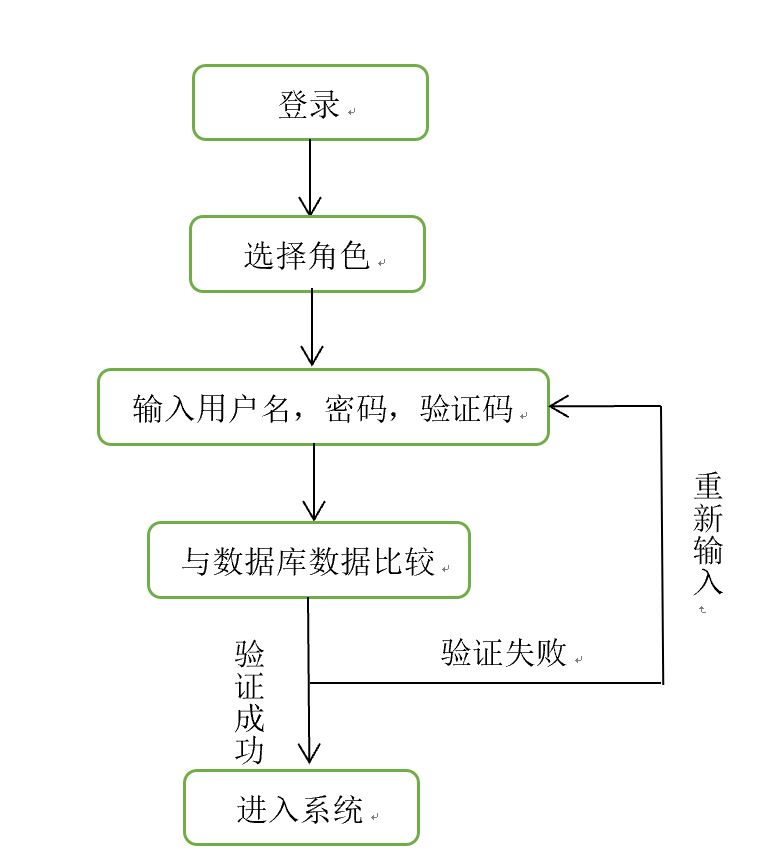 登录
选择角色
输入用户名，密码，验证码
与数据库数据比较
验证成功
验证失败
重新输入
进入系统